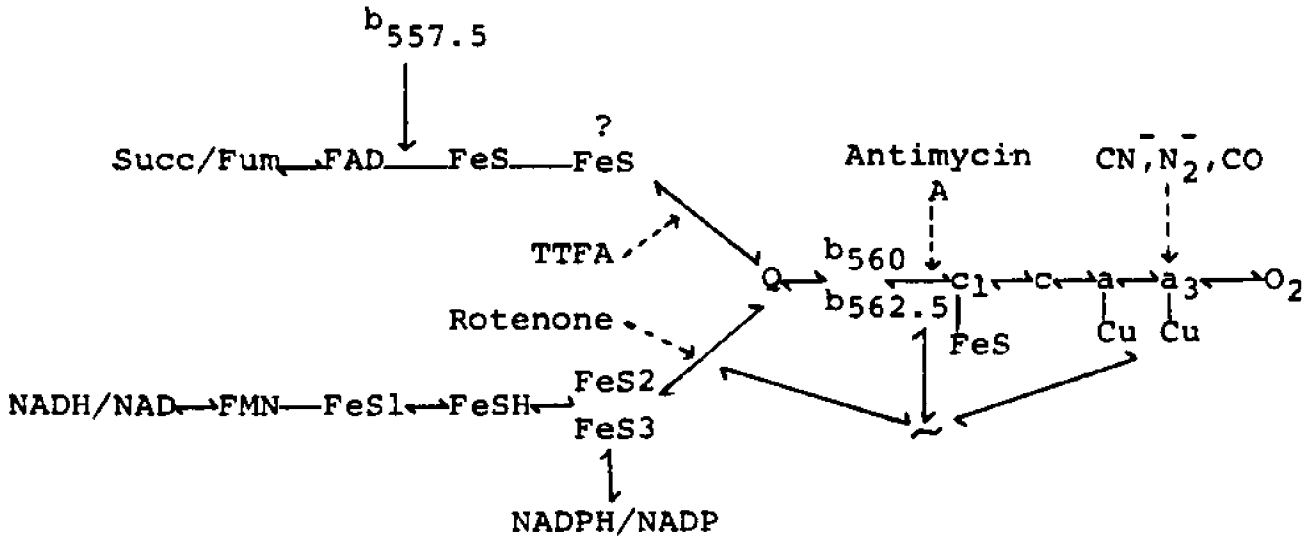 b557.5
?
Succ/Fum FAD FeS FeS
Antimycin A
CN⁻, N2⁻, CO
TTFA
Rotenone
Q b560 b562.5 c1 c a a3 O2
FeS Cu Cu
NADH/NAD FMN FeS1 FeSH FeS2 FeS3
~
NADPH/NADP